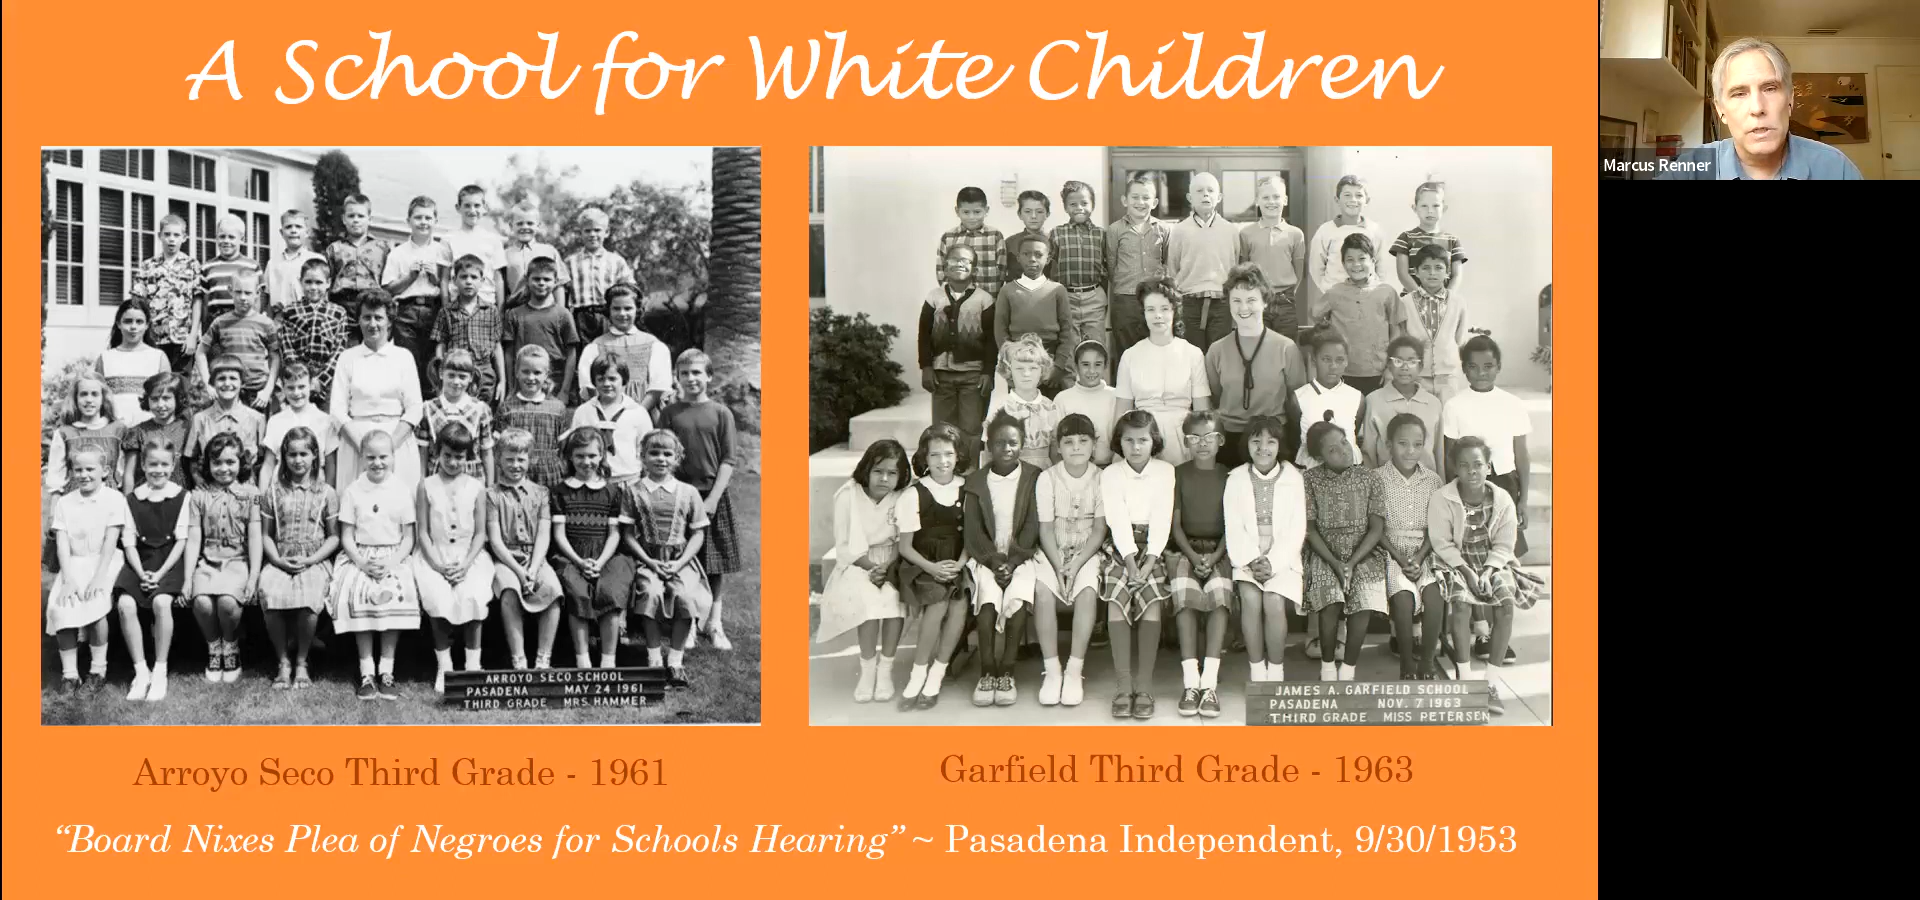 A School for White Children
Marcus Renner
ARROYO SECO SCHOOL
PASADENA MAY 24 1961
THIRD GRADE MRS. HAMMER
JAMES A. GARFIELD SCHOOL
PASADENA NOV. 7 1963
THIRD GRADE MISS PETERSEN
Arroyo Seco Third Grade - 1961
Garfield Third Grade - 1963
“Board Nixes Plea of Negroes for Schools Hearing” ~ Pasadena Independent, 9/30/1953